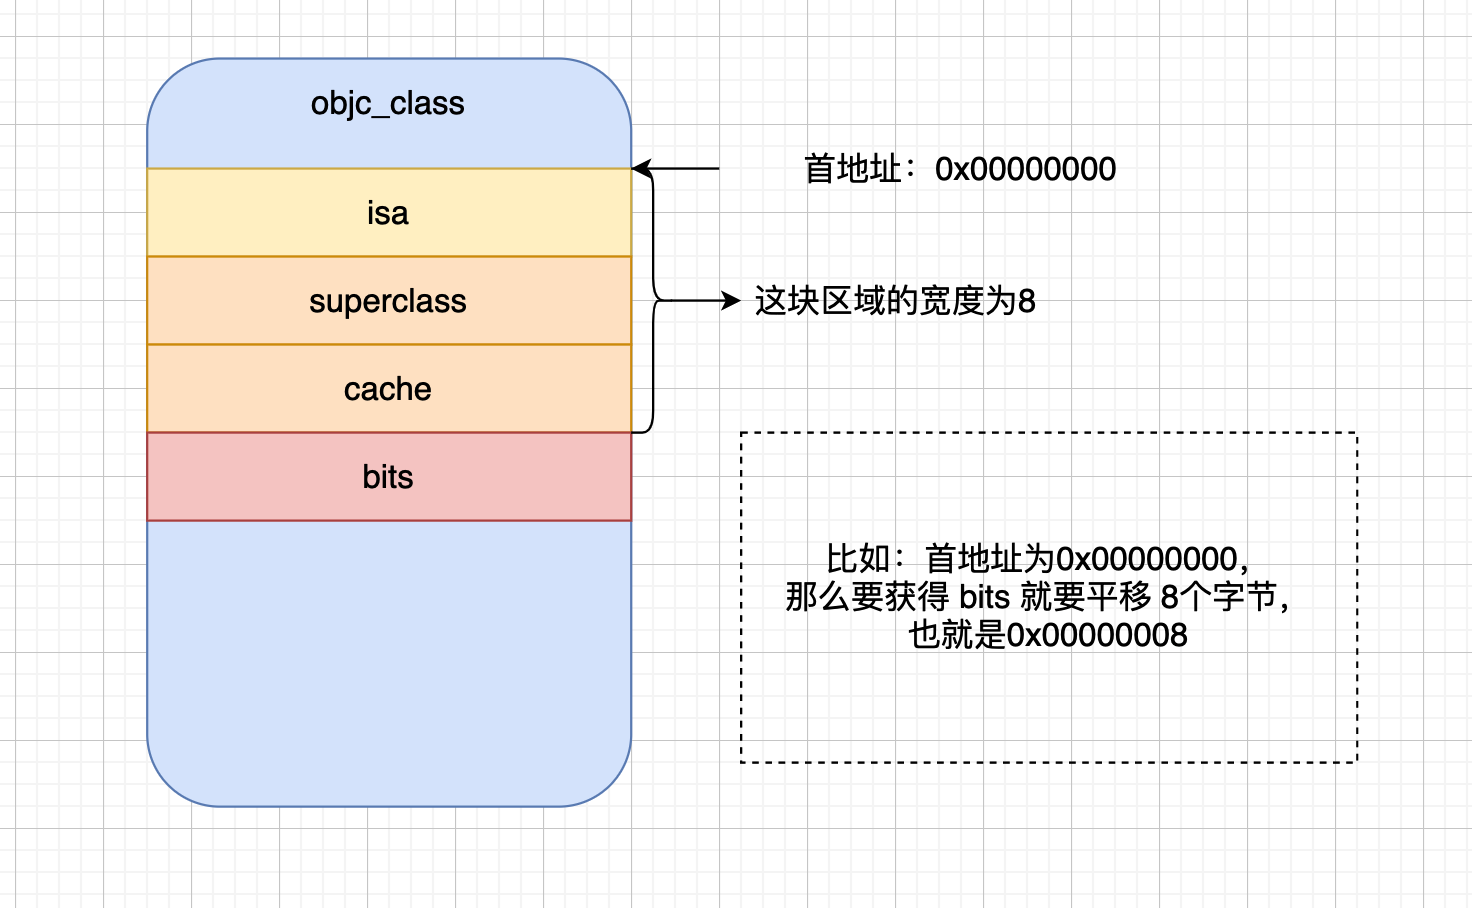 objc_class
首地址：0x00000000
isa
superclass
这块区域的宽度为8
cache
bits
比如：首地址为0x00000000，
那么要获得 bits 就要平移 8个字节，
也就是0x00000008